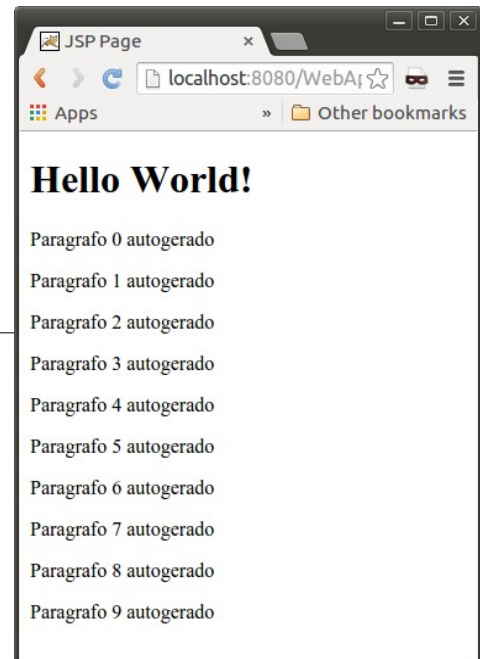 JSP Page
localhost:8080/WebAp
Apps » Other bookmarks
Hello World!
Paragrafo 0 autogerado
Paragrafo 1 autogerado
Paragrafo 2 autogerado
Paragrafo 3 autogerado
Paragrafo 4 autogerado
Paragrafo 5 autogerado
Paragrafo 6 autogerado
Paragrafo 7 autogerado
Paragrafo 8 autogerado
Paragrafo 9 autogerado